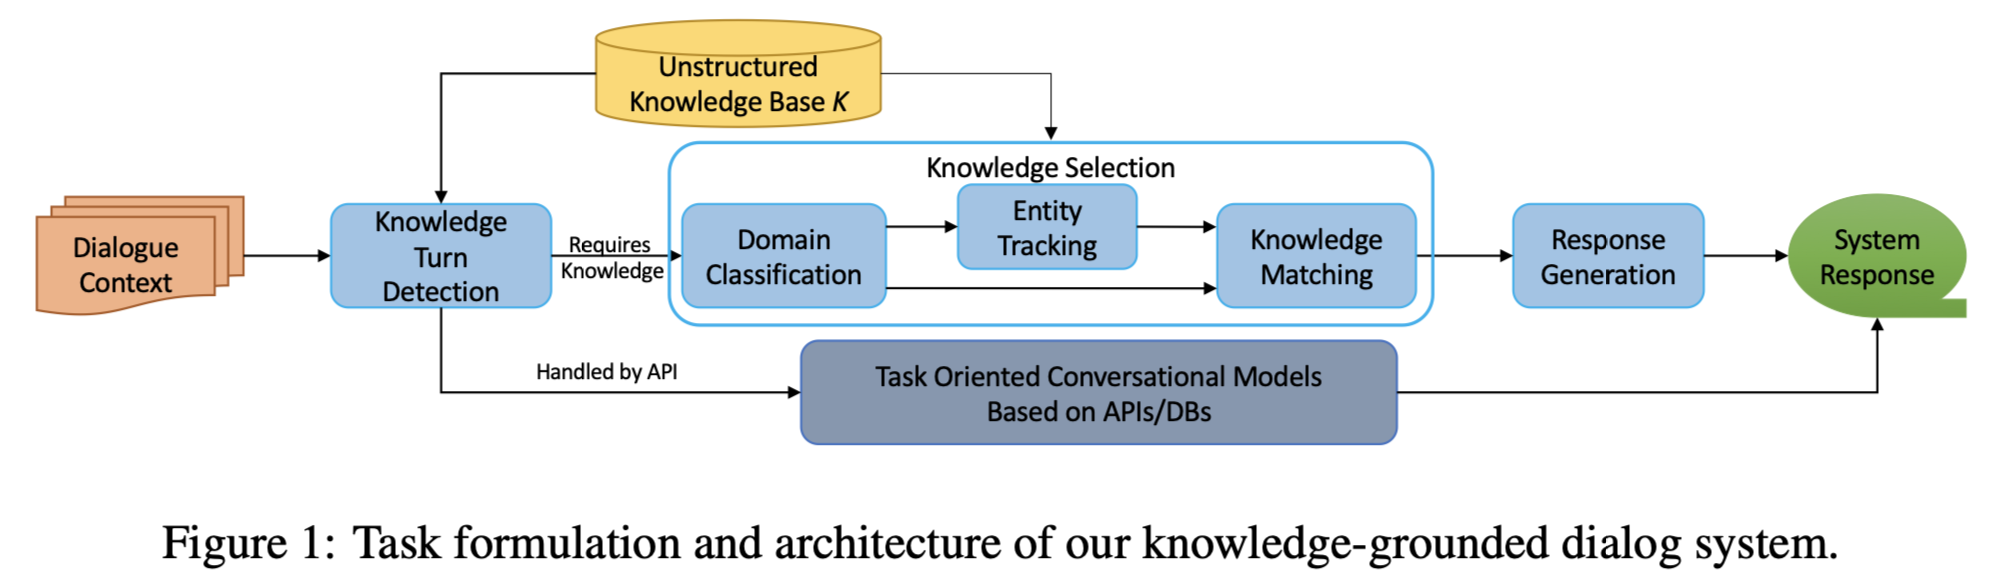 Unstructured
Knowledge Base K
Knowledge Selection
Dialogue
Context
Knowledge
Turn
Detection
Requires
Knowledge
Domain
Classification
Entity
Tracking
Knowledge
Matching
Response
Generation
System
Response
Handled by API
Task Oriented Conversational Models
Based on APIs/DBs
Figure 1: Task formulation and architecture of our knowledge-grounded dialog system.